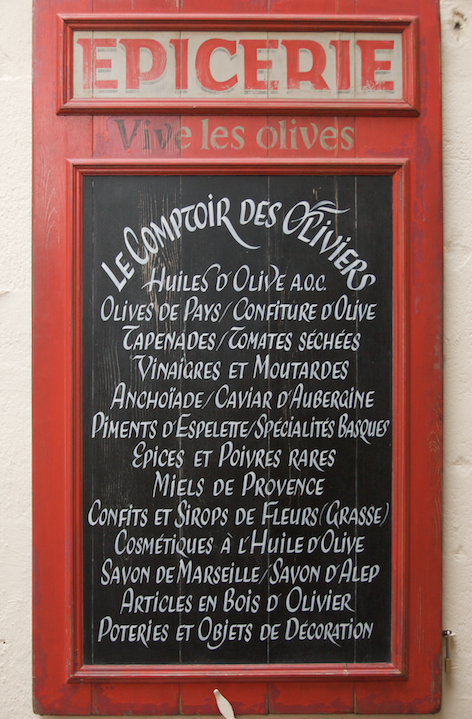 EPICERIE
Vive les olives
LE COMPTOIR DES OLIVIERS
HUILES D'OLIVE A.O.C.
OLIVES DE PAYS/CONFITURE D'OLIVE
TAPENADES/TOMATES SÉCHÉES
VINAIGRES ET MOUTARDES
ANCHOÏADE/CAVIAR D'AUBERGINE
PIMENTS D'ESPELETTE/SPÉCIALITÉS BASQUES
EPICES ET POIVRES RARES
MIELS DE PROVENCE
CONFITS ET SIROPS DE FLEURS (GRASSE)
COSMÉTIQUES À L'HUILE D'OLIVE
SAVON DE MARSEILLE/SAVON D'ALEP
ARTICLES EN BOIS D'OLIVIER
POTERIES ET OBJETS DE DÉCORATION